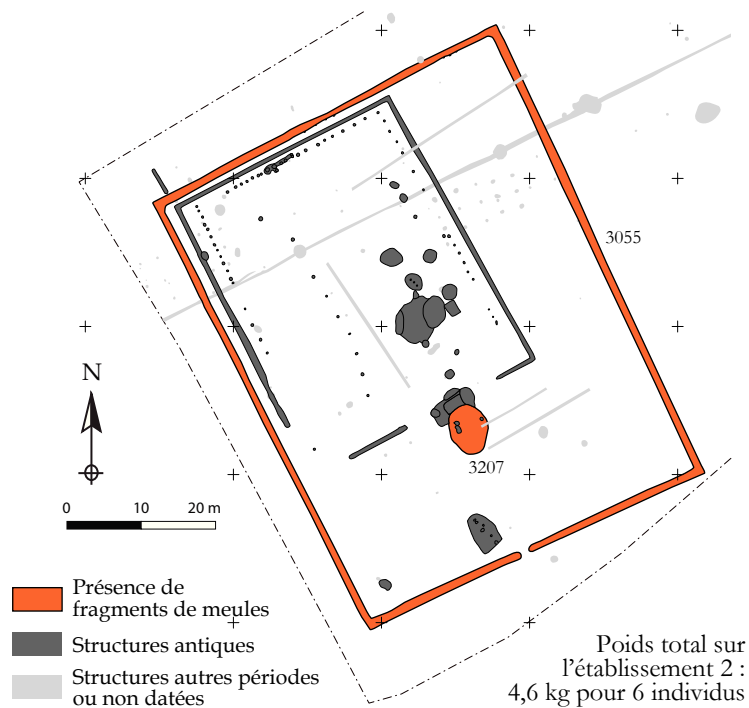 3055
N
3207
0 10 20 m
Présence de
fragments de meules
Structures antiques
Structures autres périodes
ou non datées
Poids total sur
l'établissement 2 :
4,6 kg pour 6 individus